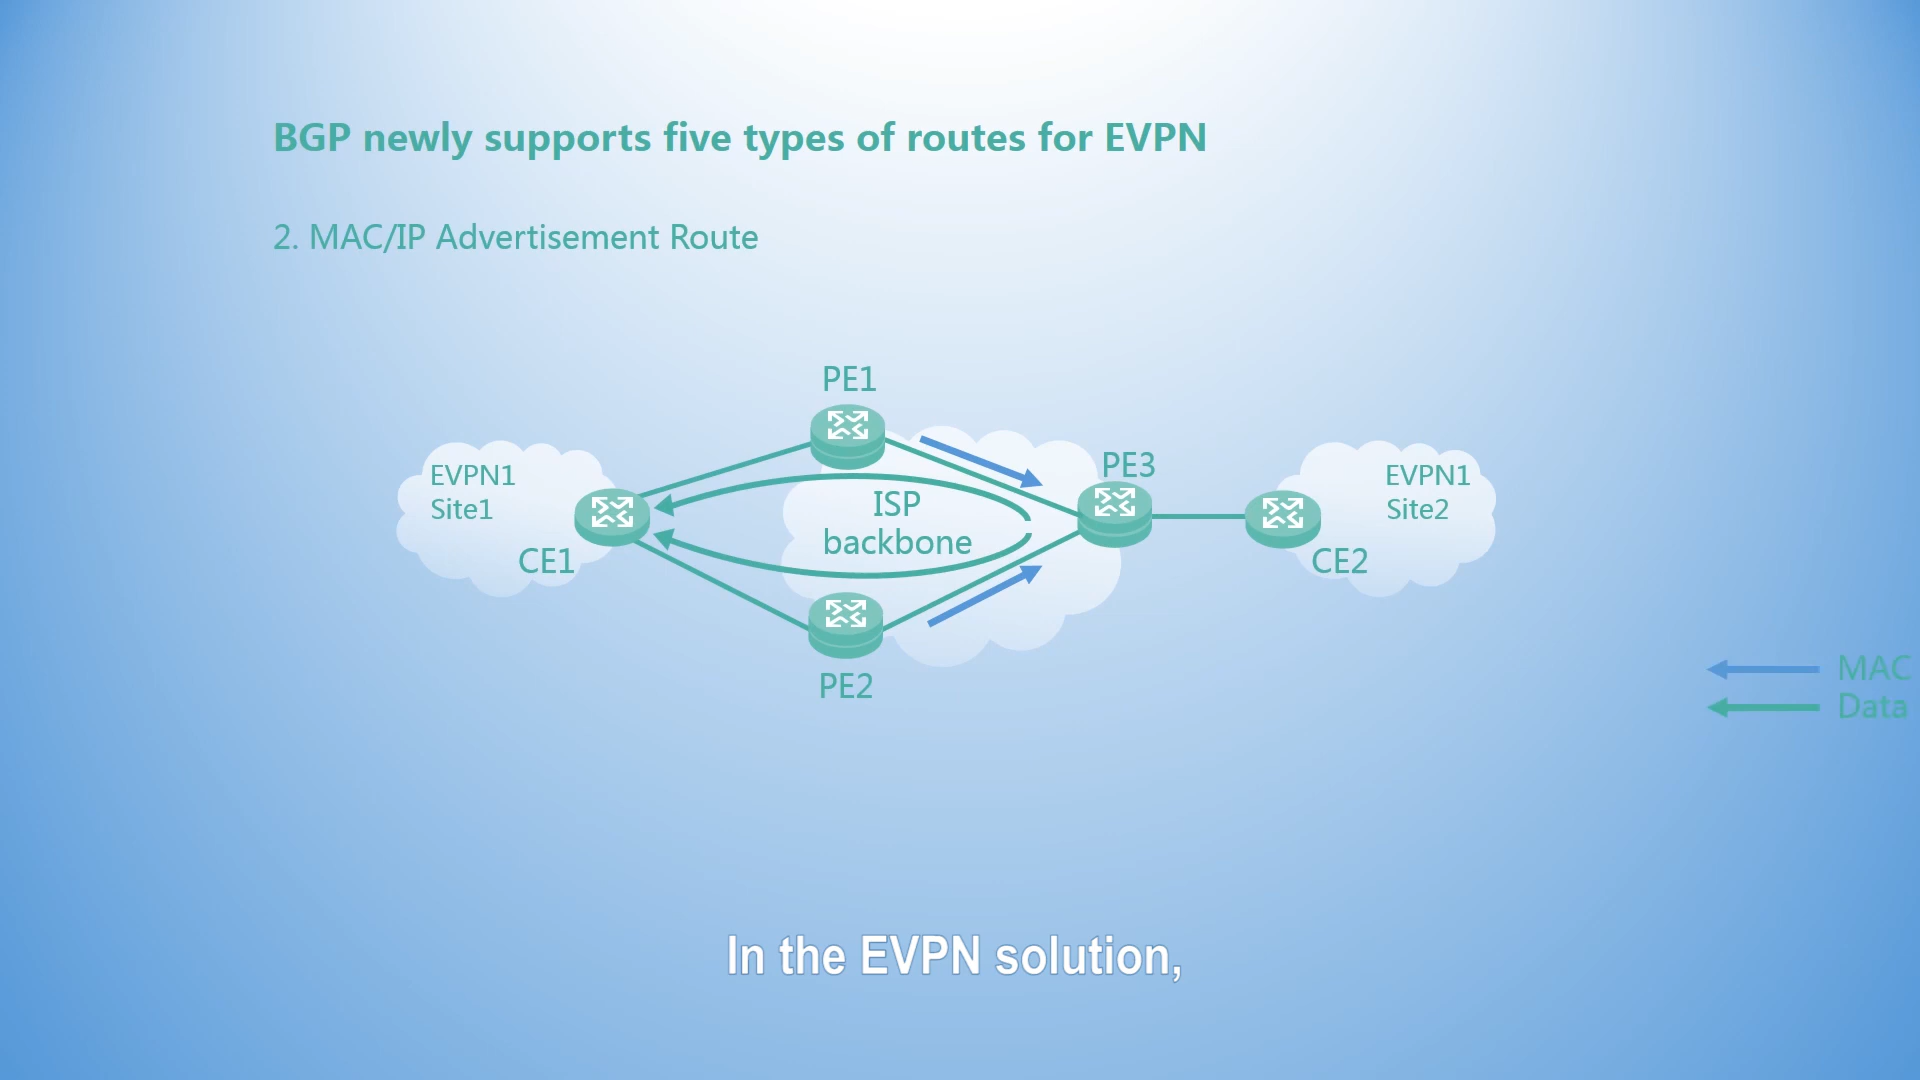 BGP newly supports five types of routes for EVPN
2. MAC/IP Advertisement Route
PE1
EVPN1
Site1
CE1
ISP
backbone
PE3
EVPN1
Site2
CE2
PE2
MAC
Data
In the EVPN solution,